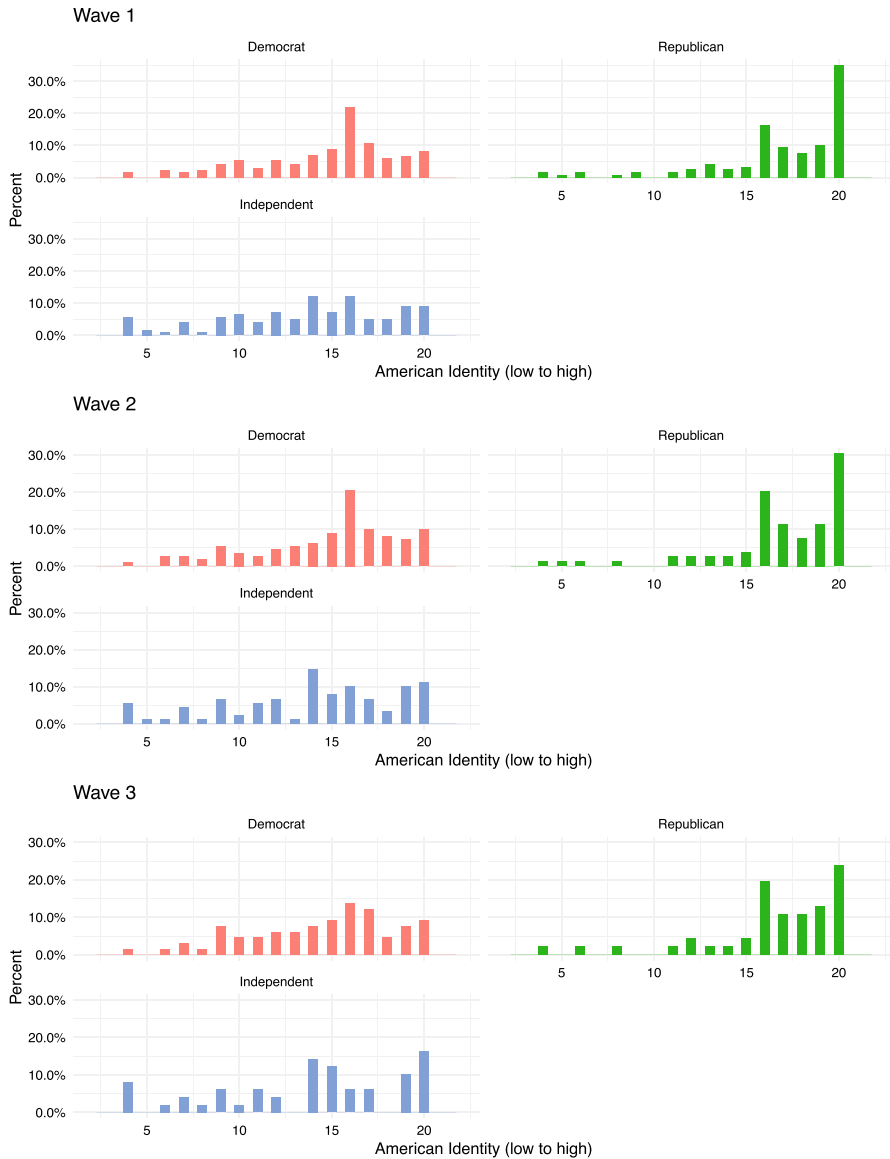 Wave 1
Democrat
Republican
30.0%
20.0%
10.0%
0.0%
5
10
15
20
Independent
30.0%
20.0%
10.0%
0.0%
5
10
15
20
Percent
American Identity (low to high)
Wave 2
Democrat
Republican
30.0%
20.0%
10.0%
0.0%
5
10
15
20
Independent
30.0%
20.0%
10.0%
0.0%
5
10
15
20
Percent
American Identity (low to high)
Wave 3
Democrat
Republican
30.0%
20.0%
10.0%
0.0%
5
10
15
20
Independent
30.0%
20.0%
10.0%
0.0%
5
10
15
20
Percent
American Identity (low to high)